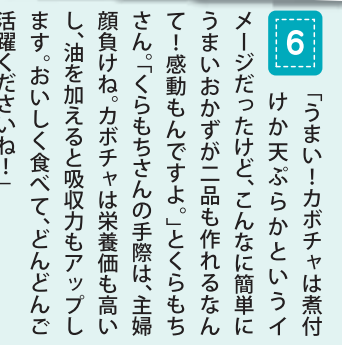 6
「うまい！カボチャは煮付
けか天ぷらかというイ
メージだったけど、こんなに簡単に
うまいおかずが二品も作れるなん
て！感動もんですよ。」とくらもち
さん。「くらもちさんの手際は、主婦
顔負けね。カボチャは栄養価も高い
し、油を加えると吸収力もアップし
ます。おいしく食べて、どんどんご
活躍くださいね！」